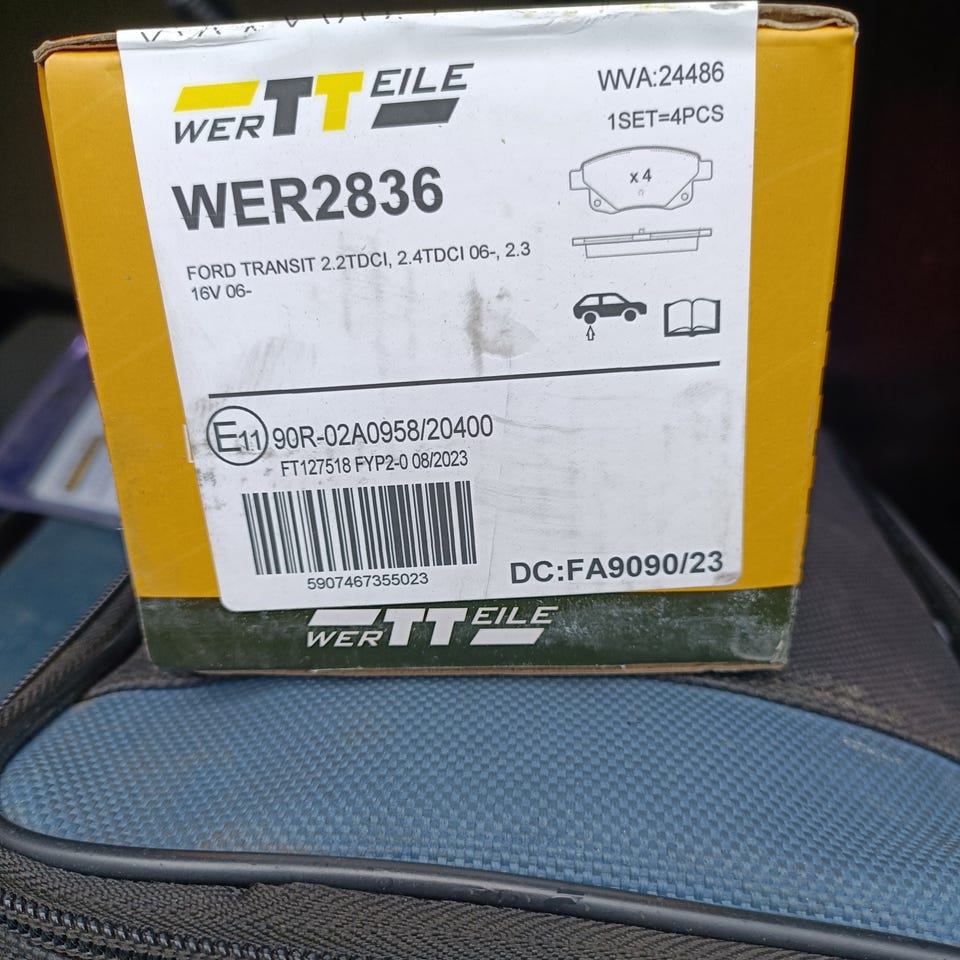 WERTTEILE
WVA:24486
1SET=4PCS
x 4
WER2836
FORD TRANSIT 2.2TDCI, 2.4TDCI 06-, 2.3
16V 06-
E11 90R-02A0958/20400
FT127518 FYP2-0 08/2023
5907467355023
DC:FA9090/23
WERTTEILE